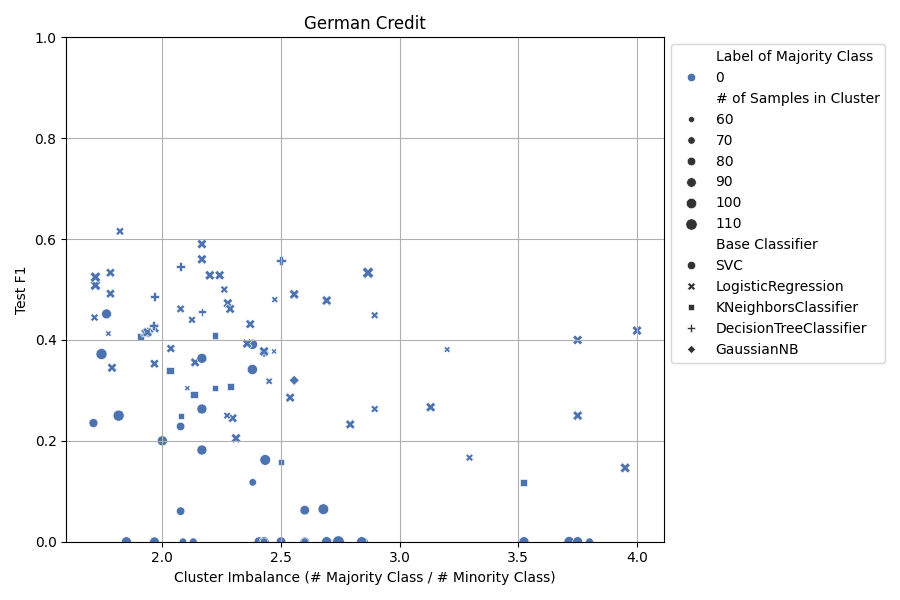 German Credit
1.0
0.8
0.6
0.4
0.2
0.0
Test F1
2.0 2.5 3.0 3.5 4.0
Cluster Imbalance (# Majority Class / # Minority Class)
Label of Majority Class
0
# of Samples in Cluster
60
70
80
90
100
110
Base Classifier
SVC
LogisticRegression
KNeighborsClassifier
DecisionTreeClassifier
GaussianNB